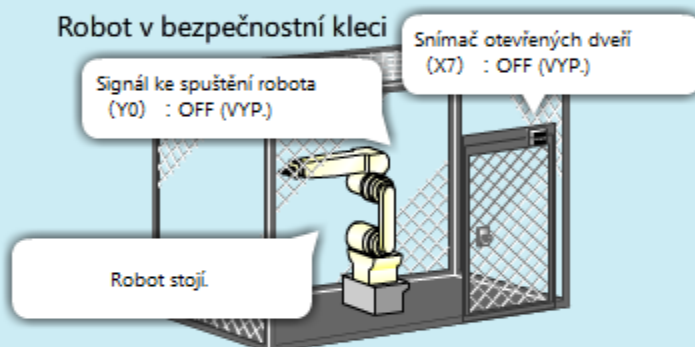 Robot v bezpečnostní kleci
Snímač otevřených dveří
(X7) : OFF (VYP.)
Signál ke spuštění robota
(Y0) : OFF (VYP.)
Robot stojí.